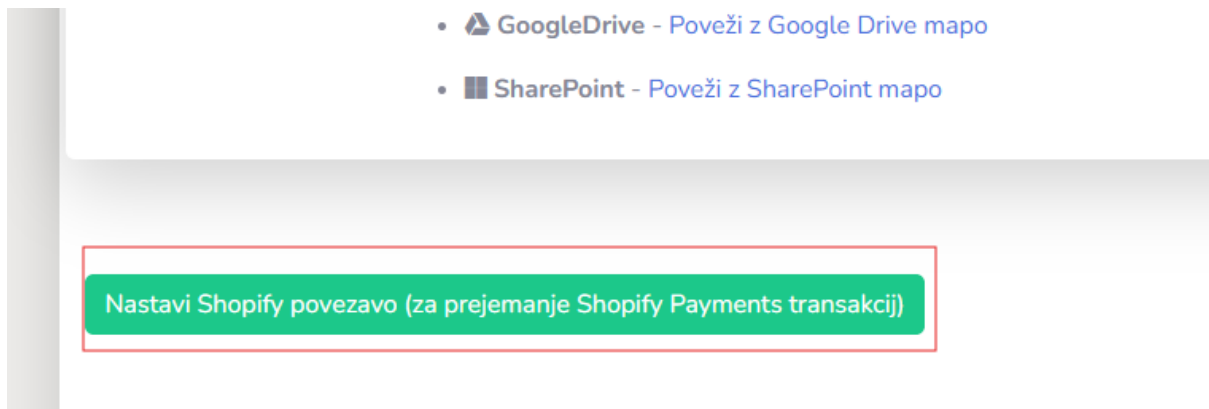 GoogleDrive - Poveži z Google Drive mapo
SharePoint - Poveži z SharePoint mapo
Nastavi Shopify povezavo (za prejemanje Shopify Payments transakcij)